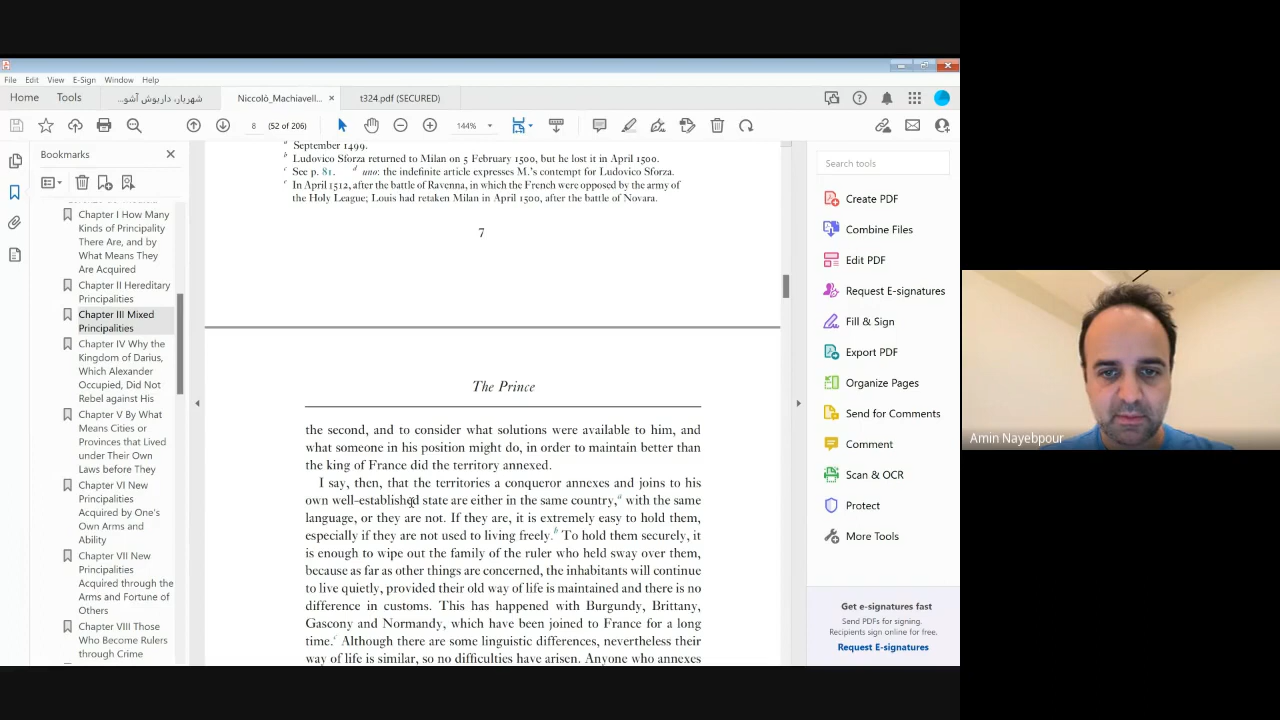 File Edit View E-Sign Window Help
Home Tools شهریار، داریوش آشو... Niccolò_Machiavell... × t324.pdf (SECURED)
8 (52 of 206) 144%
Bookmarks
Chapter I How Many
Kinds of Principality
There Are, and by
What Means They
Are Acquired
Chapter II Hereditary
Principalities
Chapter III Mixed
Principalities
Chapter IV Why the
Kingdom of Darius,
Which Alexander
Occupied, Did Not
Rebel against His
Chapter V By What
Means Cities or
Provinces that Lived
under Their Own
Laws before They
Chapter VI New
Principalities
Acquired by One's
Own Arms and
Ability
Chapter VII New
Principalities
Acquired through the
Arms and Fortune of
Others
Chapter VIII Those
Who Become Rulers
through Crime
a September 1499.
b Ludovico Sforza returned to Milan on 5 February 1500, but he lost it in April 1500.
c See p. 81. d uno: the indefinite article expresses M.'s contempt for Ludovico Sforza.
e In April 1512, after the battle of Ravenna, in which the French were opposed by the army of
the Holy League; Louis had retaken Milan in April 1500, after the battle of Novara.
7
The Prince
the second, and to consider what solutions were available to him, and
what someone in his position might do, in order to maintain better than
the king of France did the territory annexed.
I say, then, that the territories a conqueror annexes and joins to his
own well-established state are either in the same country,a with the same
language, or they are not. If they are, it is extremely easy to hold them,
especially if they are not used to living freely.b To hold them securely, it
is enough to wipe out the family of the ruler who held sway over them,
because as far as other things are concerned, the inhabitants will continue
to live quietly, provided their old way of life is maintained and there is no
difference in customs. This has happened with Burgundy, Brittany,
Gascony and Normandy, which have been joined to France for a long
time.c Although there are some linguistic differences, nevertheless their
way of life is similar, so no difficulties have arisen. Anyone who annexes
Search tools
Create PDF
Combine Files
Edit PDF
Request E-signatures
Fill & Sign
Export PDF
Organize Pages
Send for Comments
Comment
Scan & OCR
Protect
More Tools
Get e-signatures fast
Send PDFs for signing.
Recipients sign online for free.
Request E-signatures
Amin Nayebpour